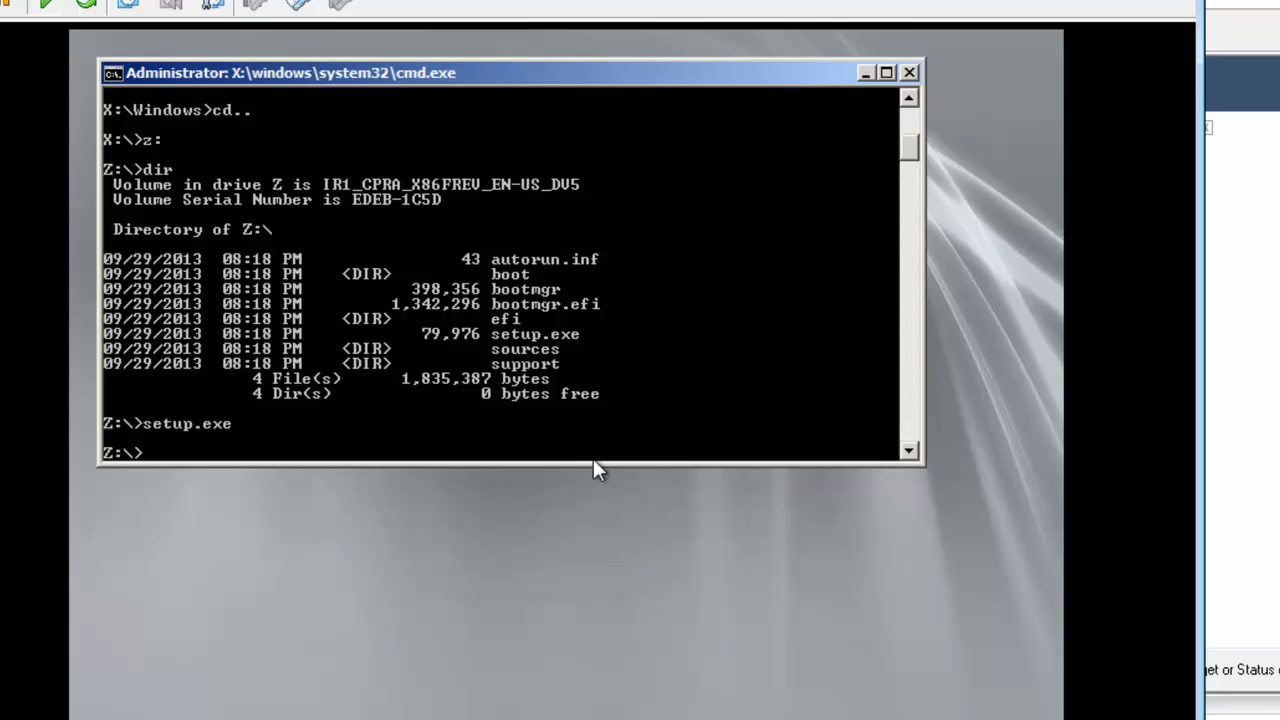 Administrator: X:\windows\system32\cmd.exe
X:\Windows>cd..
X:\>z:
Z:\>dir
Volume in drive Z is IR1_CPRA_X86FREV_EN-US_DV5
Volume Serial Number is EDEB-1C5D
Directory of Z:\
09/29/2013 08:18 PM 43 autorun.inf
09/29/2013 08:18 PM <DIR> boot
09/29/2013 08:18 PM 398,356 bootmgr
09/29/2013 08:18 PM 1,342,296 bootmgr.efi
09/29/2013 08:18 PM <DIR> efi
09/29/2013 08:18 PM 79,976 setup.exe
09/29/2013 08:18 PM <DIR> sources
09/29/2013 08:18 PM <DIR> support
4 File(s) 1,835,387 bytes
4 Dir(s) 0 bytes free
Z:\>setup.exe
Z:\>
get or Status